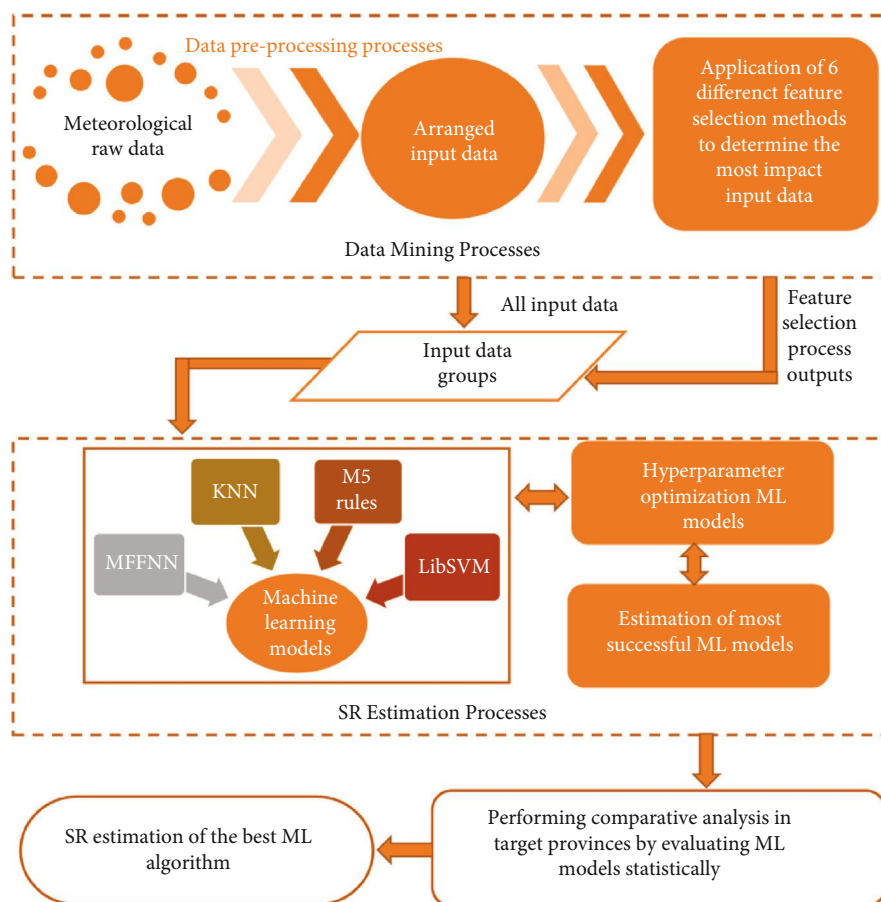 Data pre-processing processes
Meteorological
raw data
Arranged
input data
Application of 6
differenct feature
selection methods
to determine the
most impact
input data
Data Mining Processes
All input data
Feature
selection
process
outputs
Input data
groups
KNN
M5
rules
MFFNN
LibSVM
Machine
learning
models
Hyperparameter
optimization ML
models
Estimation of most
successful ML models
SR Estimation Processes
Performing comparative analysis in
target provinces by evaluating ML
models statistically
SR estimation of the best ML
algorithm